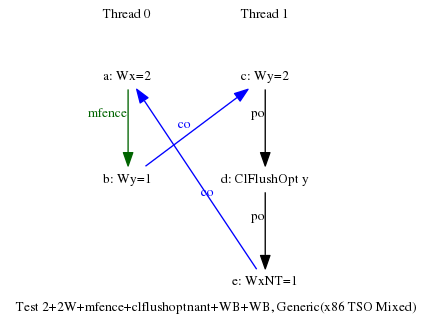 Thread 0 Thread 1
a: Wx=2 c: Wy=2
mfence po
co
b: Wy=1 d: ClFlushOpt y
co
po
e: WxNT=1
Test 2+2W+mfence+clflushoptnant+WB+WB, Generic(x86 TSO Mixed)